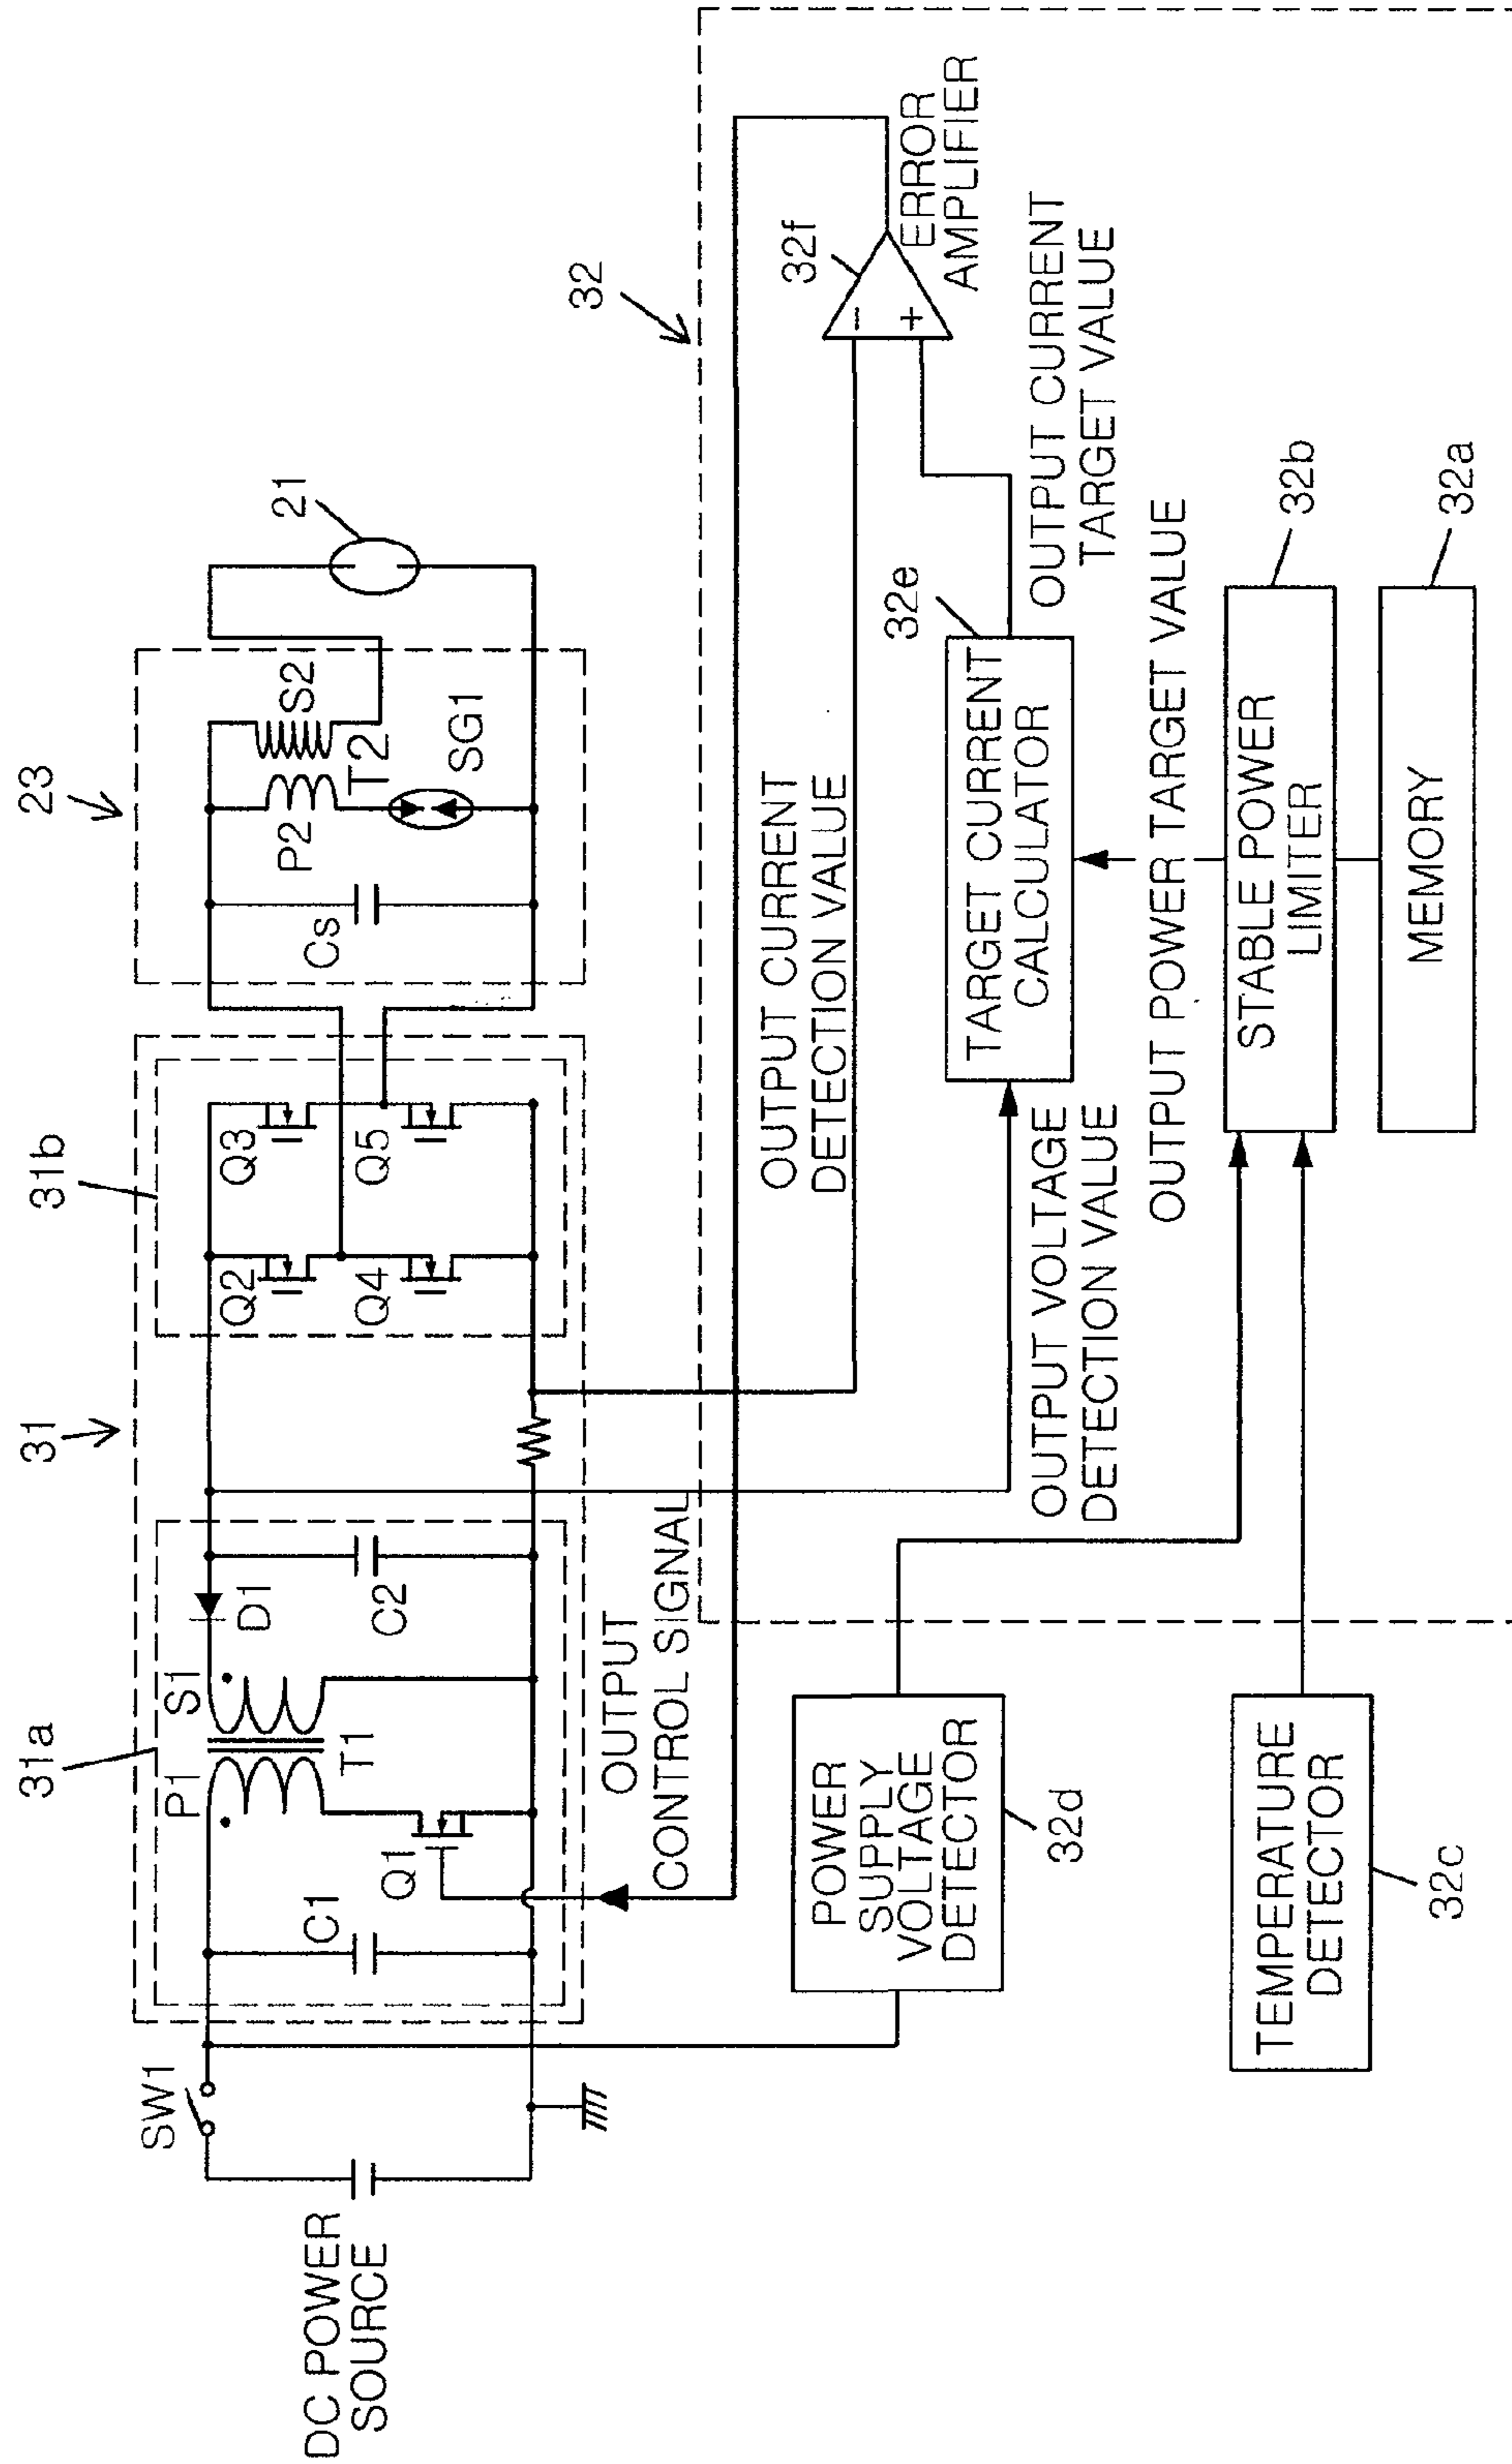 DC POWER
SOURCE
SW1
31
31a
31b
P1
S1
T1
D1
C1
Q1
C2
Q2
Q3
Q4
Q5
23
Cs
P2
S2
T2
SG1
21
OUTPUT
CONTROL SIGNAL
32
OUTPUT CURRENT
DETECTION VALUE
32f
−
+
ERROR
AMPLIFIER
OUTPUT VOLTAGE
DETECTION VALUE
TARGET CURRENT
CALCULATOR
32e
OUTPUT CURRENT
TARGET VALUE
OUTPUT POWER TARGET VALUE
POWER
SUPPLY
VOLTAGE
DETECTOR
32d
STABLE POWER
LIMITER
32b
TEMPERATURE
DETECTOR
32c
MEMORY
32a